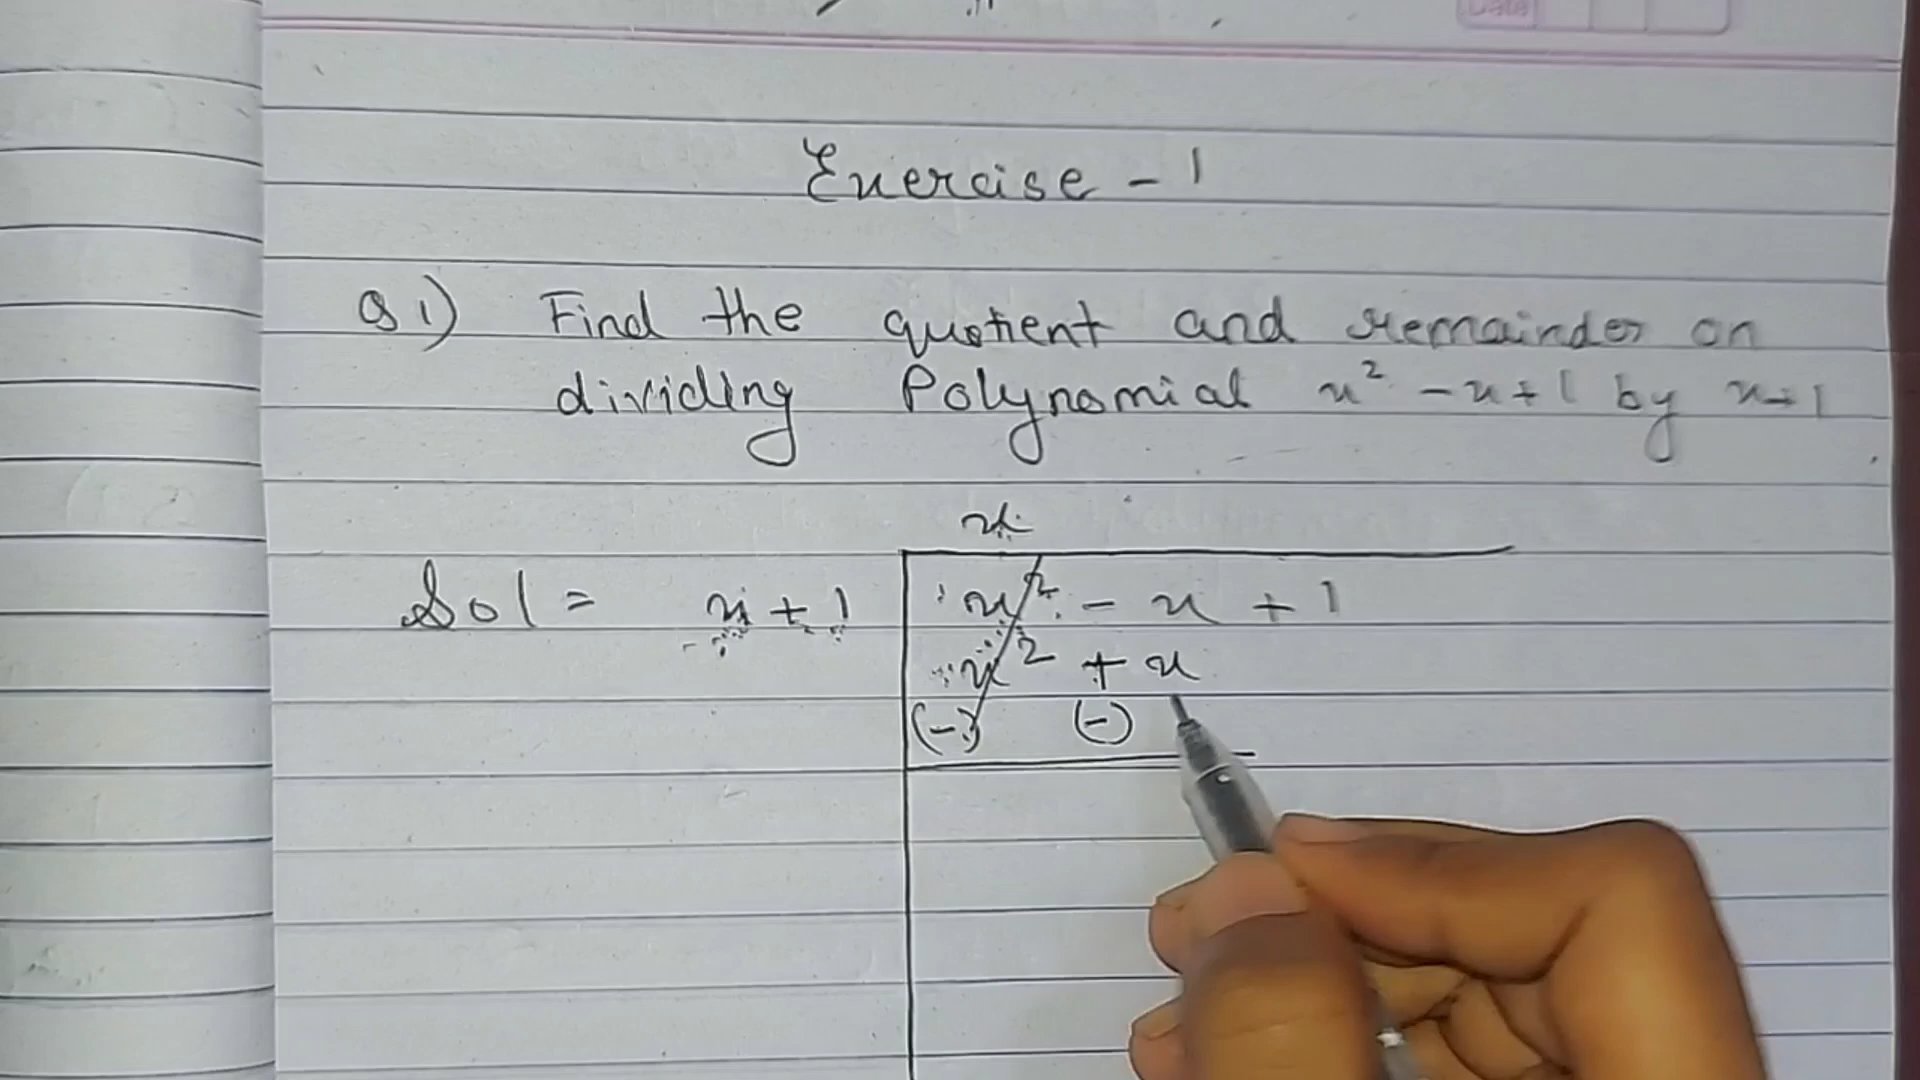 Date
Exercise - 1
Q1) Find the quotient and remainder on
dividing Polynomial x² - x + 1 by x+1
x
Sol = x + 1 x² - x + 1
x² + x
(-) (-)